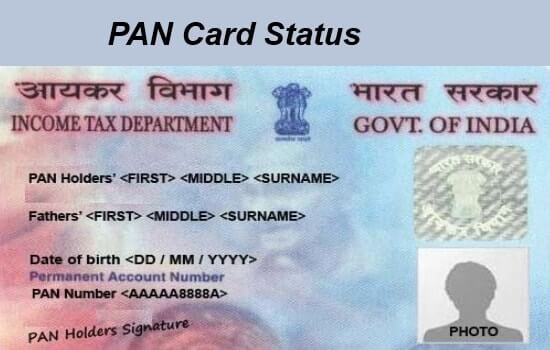 PAN Card Status
आयकर विभाग
भारत सरकार
INCOME TAX DEPARTMENT
GOVT. OF INDIA
PAN Holders' <FIRST> <MIDDLE> <SURNAME>
Fathers' <FIRST> <MIDDLE> <SURNAME>
Date of birth <DD / MM / YYYY>
Permanent Account Number
PAN Number <AAAAA8888A>
PAN Holders Signature
PHOTO